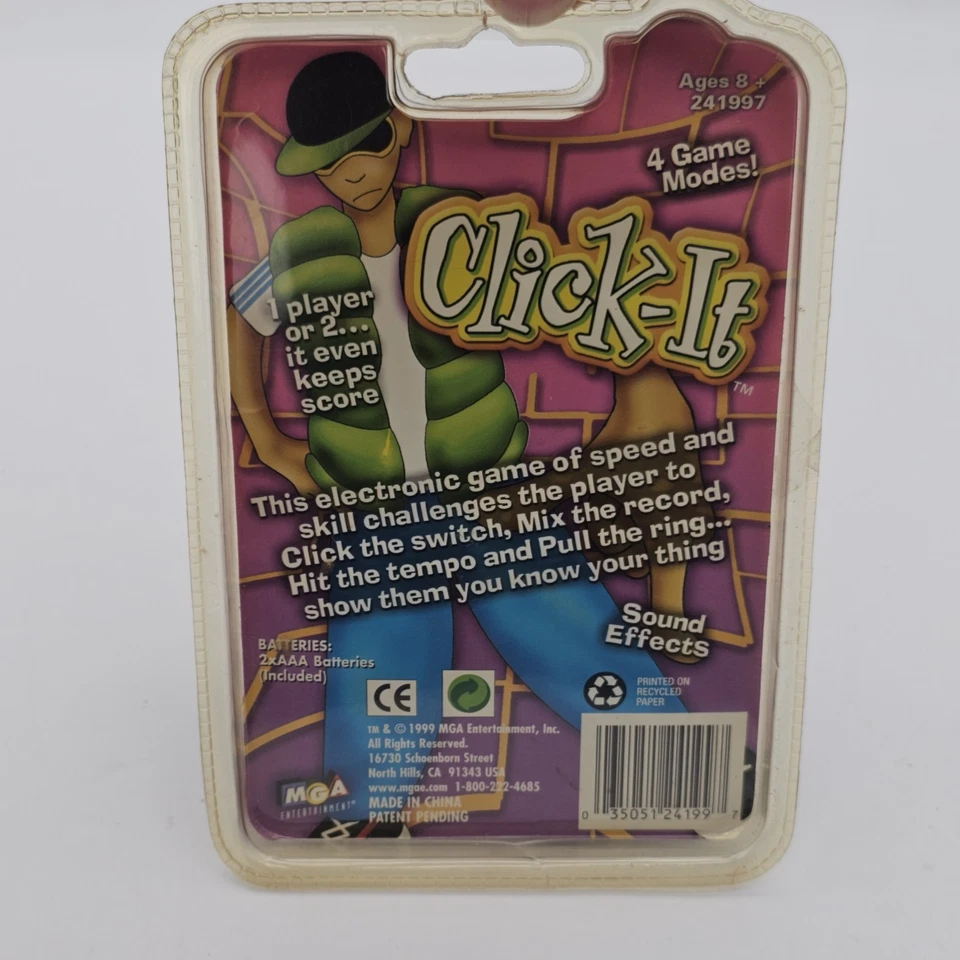 Ages 8 +
241997
4 Game
Modes!
Click-It
TM
1 player
or 2...
it even
keeps
score
This electronic game of speed and
skill challenges the player to
Click the switch, Mix the record,
Hit the tempo and Pull the ring...
show them you know your thing
Sound
Effects
BATTERIES:
2xAAA Batteries
(Included)
CE
PRINTED ON
RECYCLED
PAPER
TM & © 1999 MGA Entertainment, Inc.
All Rights Reserved.
16730 Schoenborn Street
North Hills, CA 91343 USA
www.mgae.com 1-800-222-4685
MADE IN CHINA
PATENT PENDING
MGA
ENTERTAINMENT
0 35051 24199 7